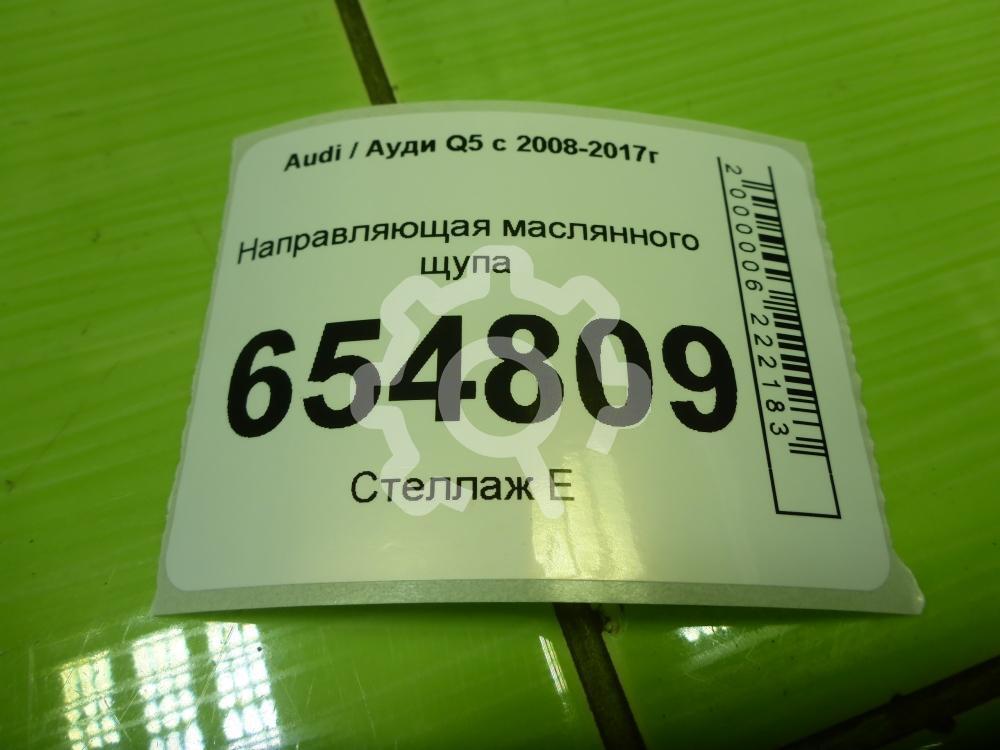 Audi / Ауди Q5 с 2008-2017г
Направляющая маслянного
щупа
654809
Стеллаж E
2000006222183